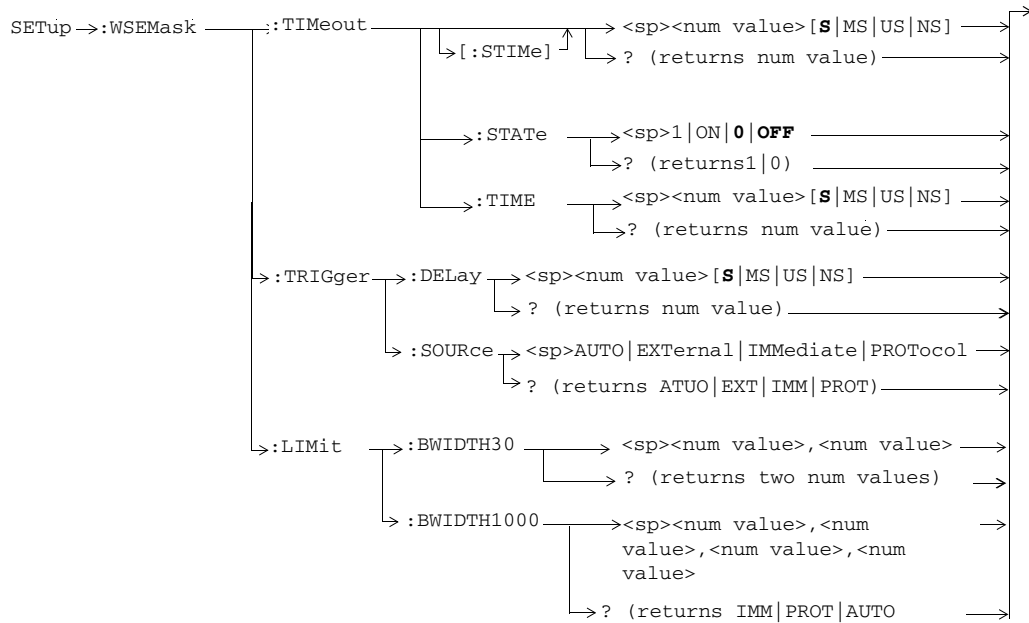 SETup :WSEMask :TIMeout <sp><num value>[S|MS|US|NS]
[:STIMe] ? (returns num value)
:STATe <sp>1|ON|0|OFF
? (returns1|0)
:TIME <sp><num value>[S|MS|US|NS]
? (returns num value)
:TRIGger :DELay <sp><num value>[S|MS|US|NS]
? (returns num value)
:SOURce <sp>AUTO|EXTernal|IMMediate|PROTocol
? (returns ATUO|EXT|IMM|PROT)
:LIMit :BWIDTH30 <sp><num value>,<num value>
? (returns two num values)
:BWIDTH1000 <sp><num value>,<num
value>,<num value>,<num
value>
? (returns IMM|PROT|AUTO